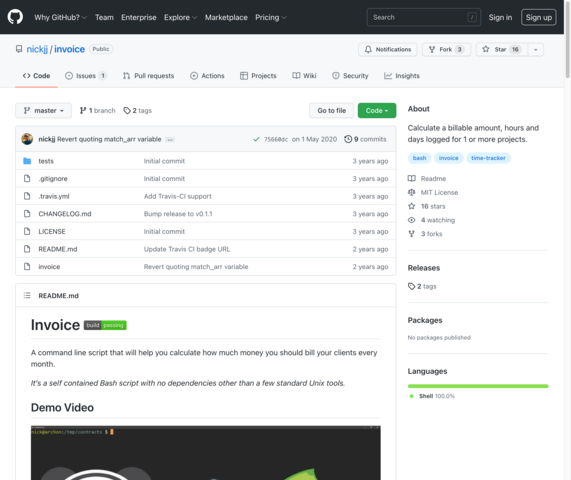 Why GitHub? Team Enterprise Explore Marketplace Pricing Search / Sign in Sign up
nickjj / invoice Public Notifications Fork 3 Star 16
Code Issues 1 Pull requests Actions Projects Wiki Security Insights
master 1 branch 2 tags Go to file Code
nickjj Revert quoting match_arr variable ... 75660dc on 1 May 2020 9 commits
tests Initial commit 3 years ago
.gitignore Initial commit 3 years ago
.travis.yml Add Travis-CI support 3 years ago
CHANGELOG.md Bump release to v0.1.1 3 years ago
LICENSE Initial commit 3 years ago
README.md Update Travis CI badge URL 2 years ago
invoice Revert quoting match_arr variable 2 years ago
README.md
Invoice build passing
A command line script that will help you calculate how much money you should bill your clients every
month.
It's a self contained Bash script with no dependencies other than a few standard Unix tools.
Demo Video
nick@archon:/tmp/contracts $
About
Calculate a billable amount, hours and
days logged for 1 or more projects.
bash invoice time-tracker
Readme
MIT License
16 stars
4 watching
3 forks
Releases
2 tags
Packages
No packages published
Languages
Shell 100.0%